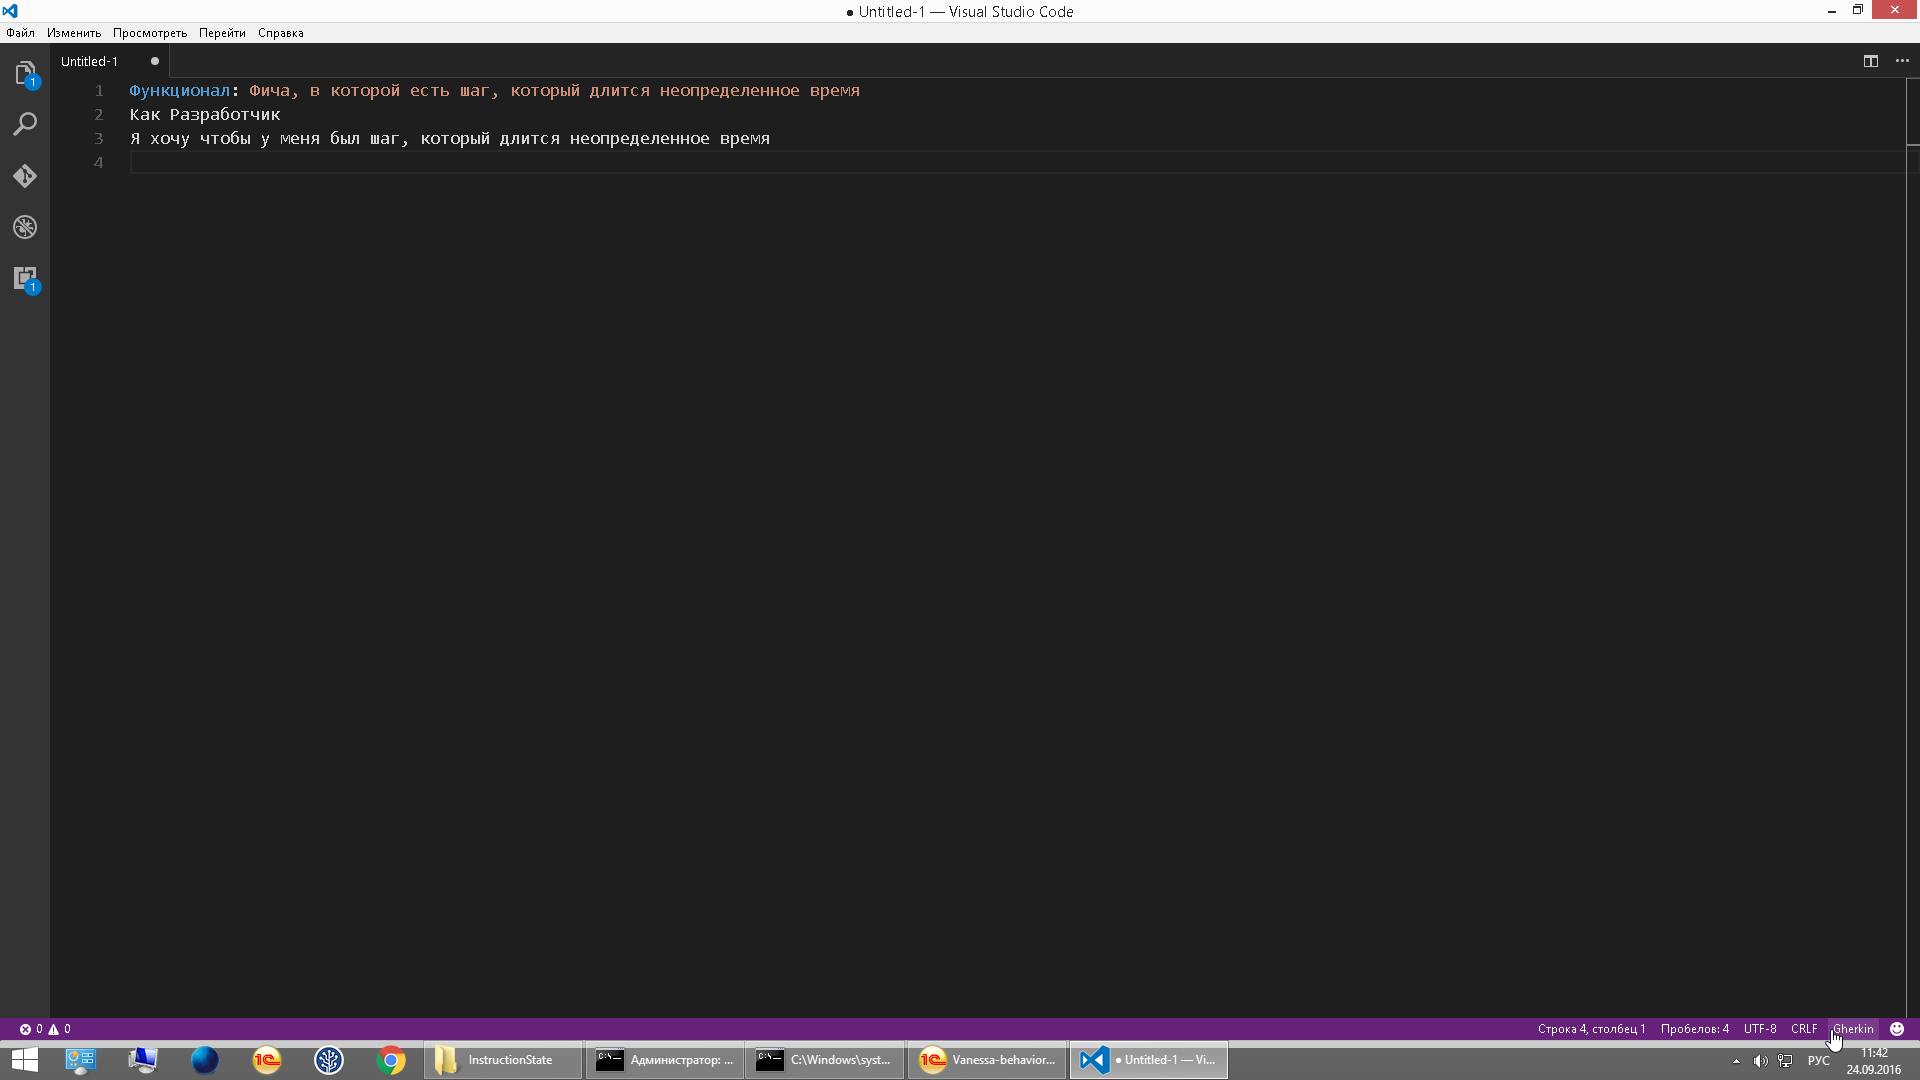 ● Untitled-1 — Visual Studio Code
Файл Изменить Просмотреть Перейти Справка
Untitled-1
1 Функционал: Фича, в которой есть шаг, который длится неопределенное время
2 Как Разработчик
3 Я хочу чтобы у меня был шаг, который длится неопределенное время
4
1
1
0 0 Строка 4, столбец 1 Пробелов: 4 UTF-8 CRLF Gherkin
InstructionState Администратор: ... C:\Windows\syst... Vanessa-behavior... ● Untitled-1 — Vi... РУС 11:42
24.09.2016